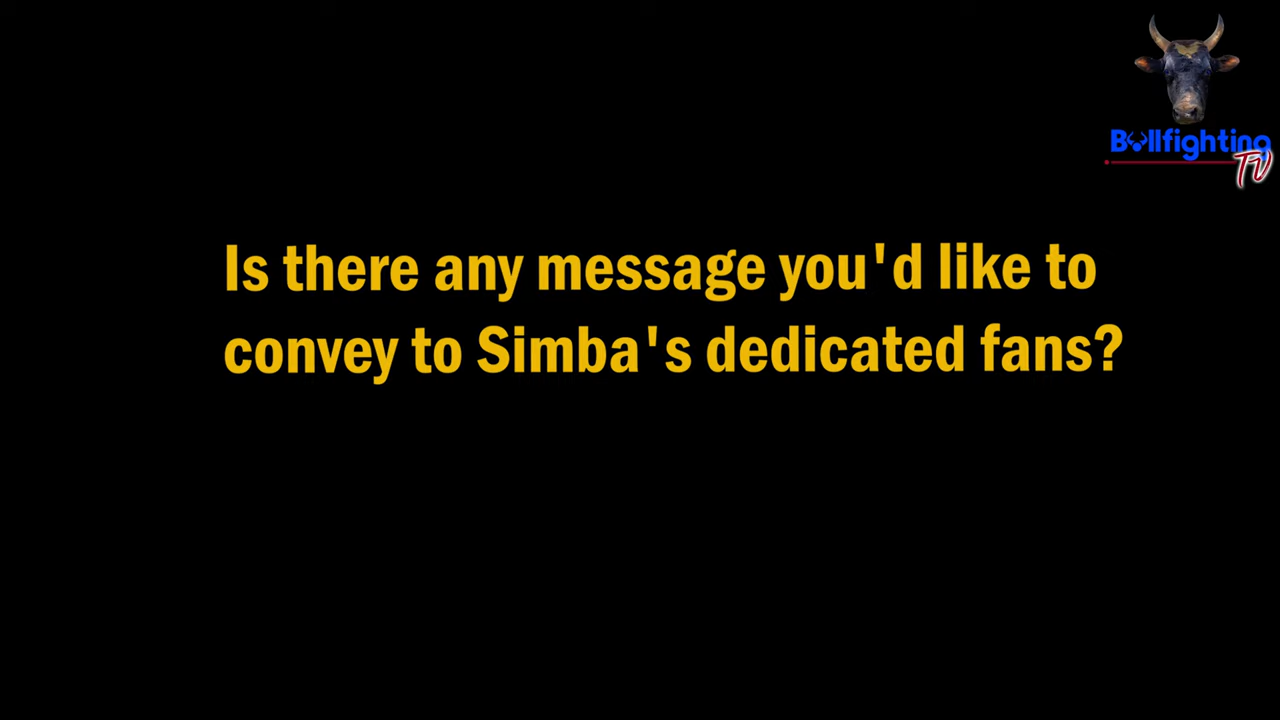 Bullfighting
TV
Is there any message you'd like to
convey to Simba's dedicated fans?